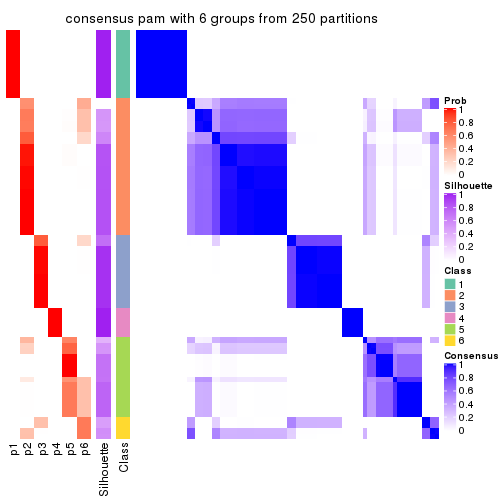 consensus pam with 6 groups from 250 partitions
Prob
1
0.8
0.6
0.4
0.2
0
Silhouette
1
0.8
0.6
0.4
0.2
0
Class
1
2
3
4
5
6
Consensus
1
0.8
0.6
0.4
0.2
0
p1
p2
p3
p4
p5
p6
Silhouette
Class